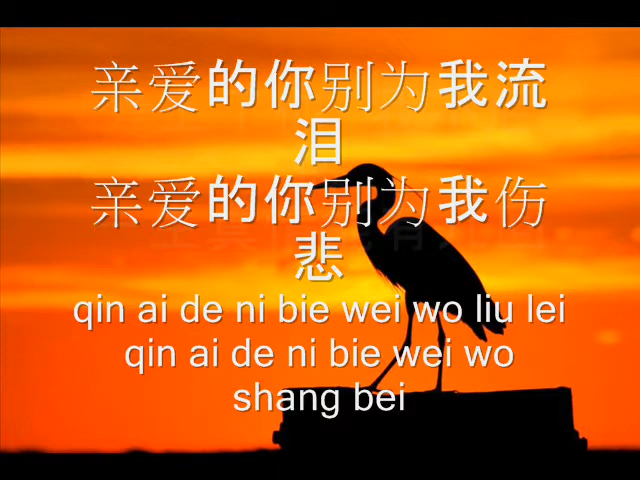 亲爱的你别为我流
泪
亲爱的你别为我伤
悲
qin ai de ni bie wei wo liu lei
qin ai de ni bie wei wo
shang bei